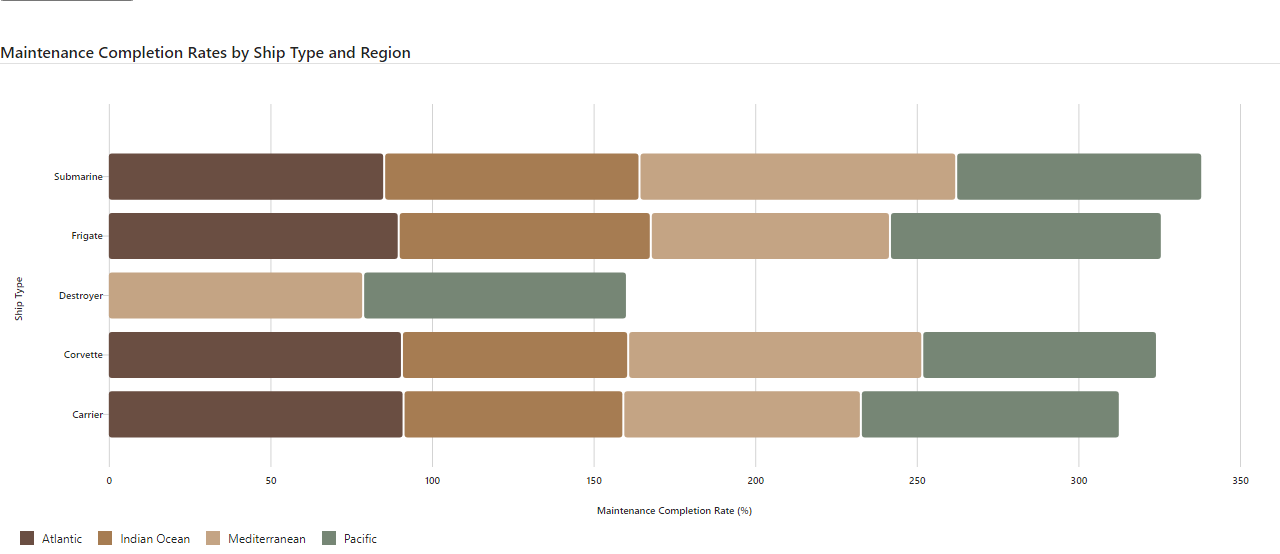 Maintenance Completion Rates by Ship Type and Region
Submarine
Frigate
Destroyer
Corvette
Carrier
Ship Type
0 50 100 150 200 250 300 350
Maintenance Completion Rate (%)
Atlantic Indian Ocean Mediterranean Pacific